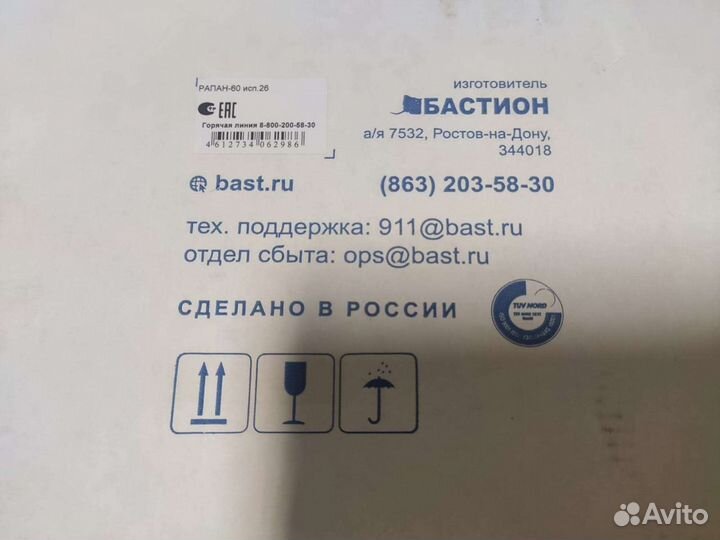 РАПАН-60 исп.26
ЕАС
Горячая линия 8-800-200-58-30
4612734062986
изготовитель
БАСТИОН
а/я 7532, Ростов-на-Дону,
344018
bast.ru
(863) 203-58-30
тех. поддержка: 911@bast.ru
отдел сбыта: ops@bast.ru
СДЕЛАНО В РОССИИ
TUV NORD
Avito